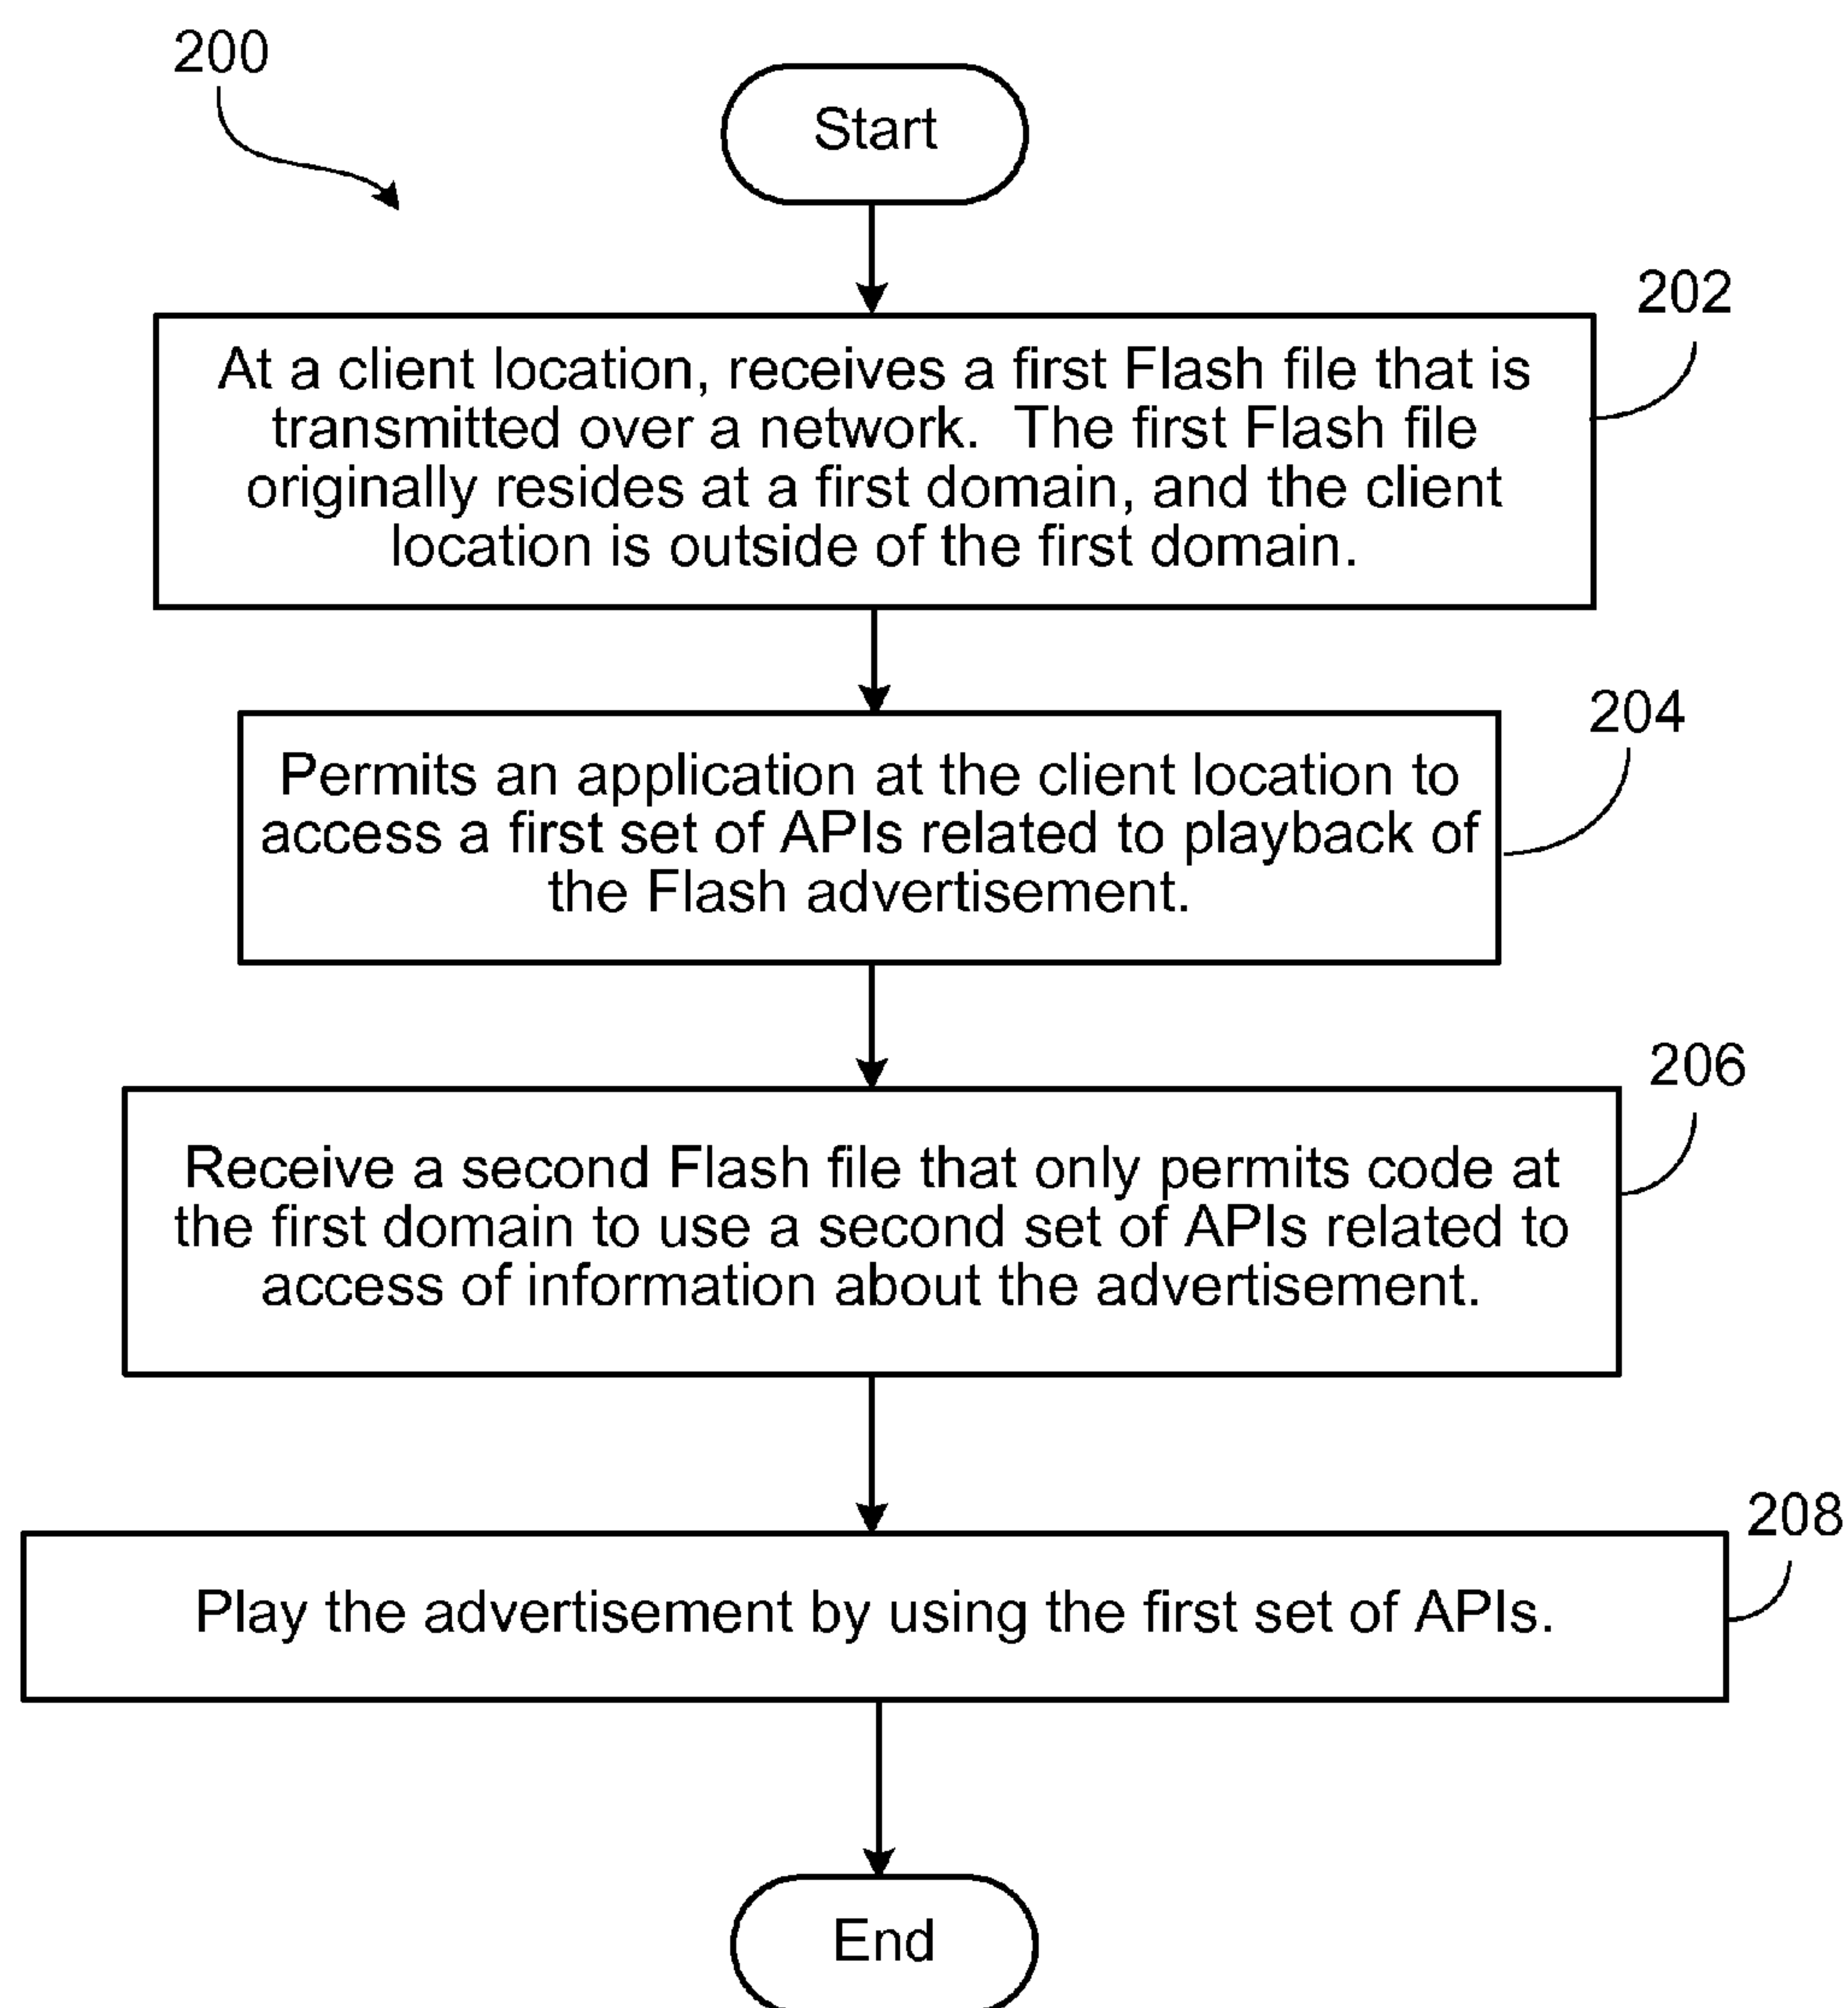 200
Start
202
At a client location, receives a first Flash file that is
transmitted over a network. The first Flash file
originally resides at a first domain, and the client
location is outside of the first domain.
204
Permits an application at the client location to
access a first set of APIs related to playback of
the Flash advertisement.
206
Receive a second Flash file that only permits code at
the first domain to use a second set of APIs related to
access of information about the advertisement.
208
Play the advertisement by using the first set of APIs.
End